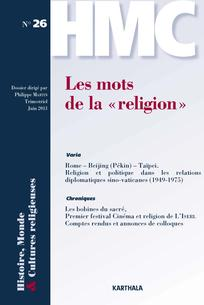 N° 26
HMC
Dossier dirigé par
Philippe MARTIN
Trimestriel
Juin 2013
Les mots
de la « religion »
Varia
Rome – Beijing (Pékin) – Taipei.
Religion et politique dans les relations
diplomatiques sino-vaticanes (1949-1975)
Chroniques
Les bobines du sacré,
Premier festival Cinéma et religion de L'ISERL
Comptes rendus et annonces de colloques
Histoire, Monde
& Cultures religieuses
KARTHALA